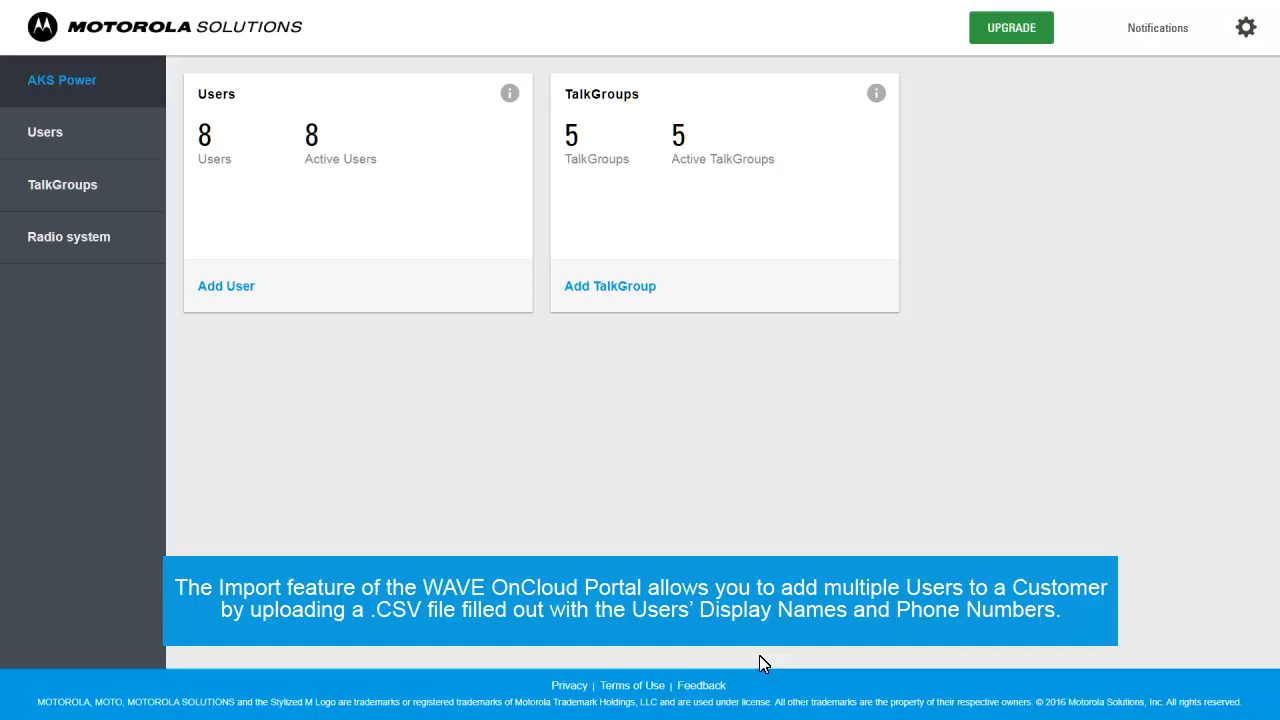 MOTOROLA SOLUTIONS
UPGRADE
Notifications
AKS Power
Users
TalkGroups
Radio system
Users
8
8
Users
Active Users
Add User
TalkGroups
5
5
TalkGroups
Active TalkGroups
Add TalkGroup
The Import feature of the WAVE OnCloud Portal allows you to add multiple Users to a Customer
by uploading a .CSV file filled out with the Users’ Display Names and Phone Numbers.
Privacy | Terms of Use | Feedback
MOTOROLA, MOTO, MOTOROLA SOLUTIONS and the Stylized M Logo are trademarks or registered trademarks of Motorola Trademark Holdings, LLC and are used under license. All other trademarks are the property of their respective owners. © 2016 Motorola Solutions, Inc. All rights reserved.